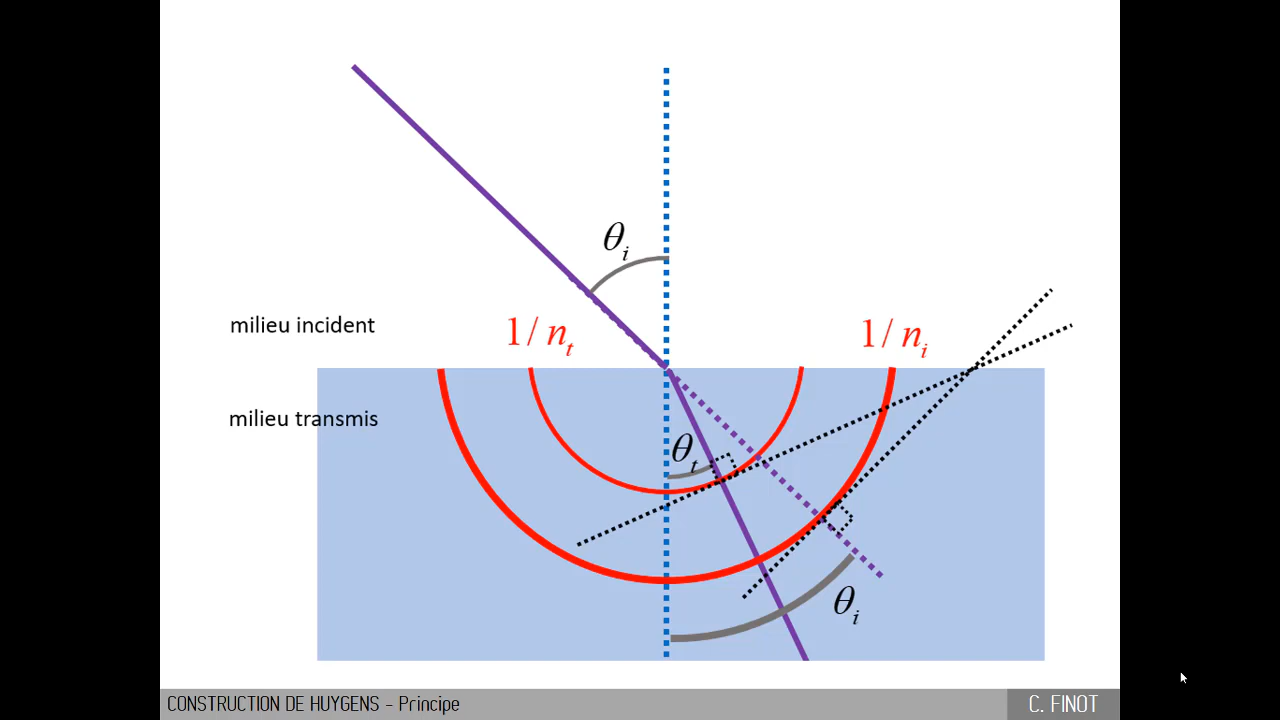 θi
milieu incident
1/ nt
1/ ni
milieu transmis
θt
θi
CONSTRUCTION DE HUYGENS - Principe
C. FINOT